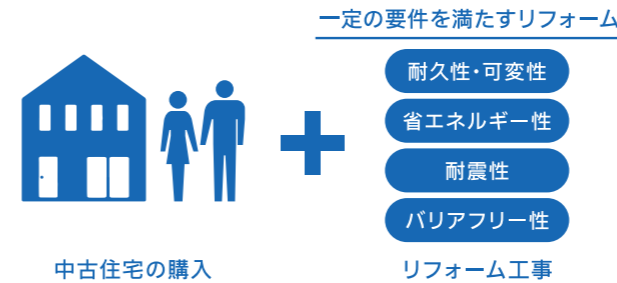 一定の要件を満たすリフォーム
耐久性・可変性
省エネルギー性
耐震性
バリアフリー性
中古住宅の購入
リフォーム工事